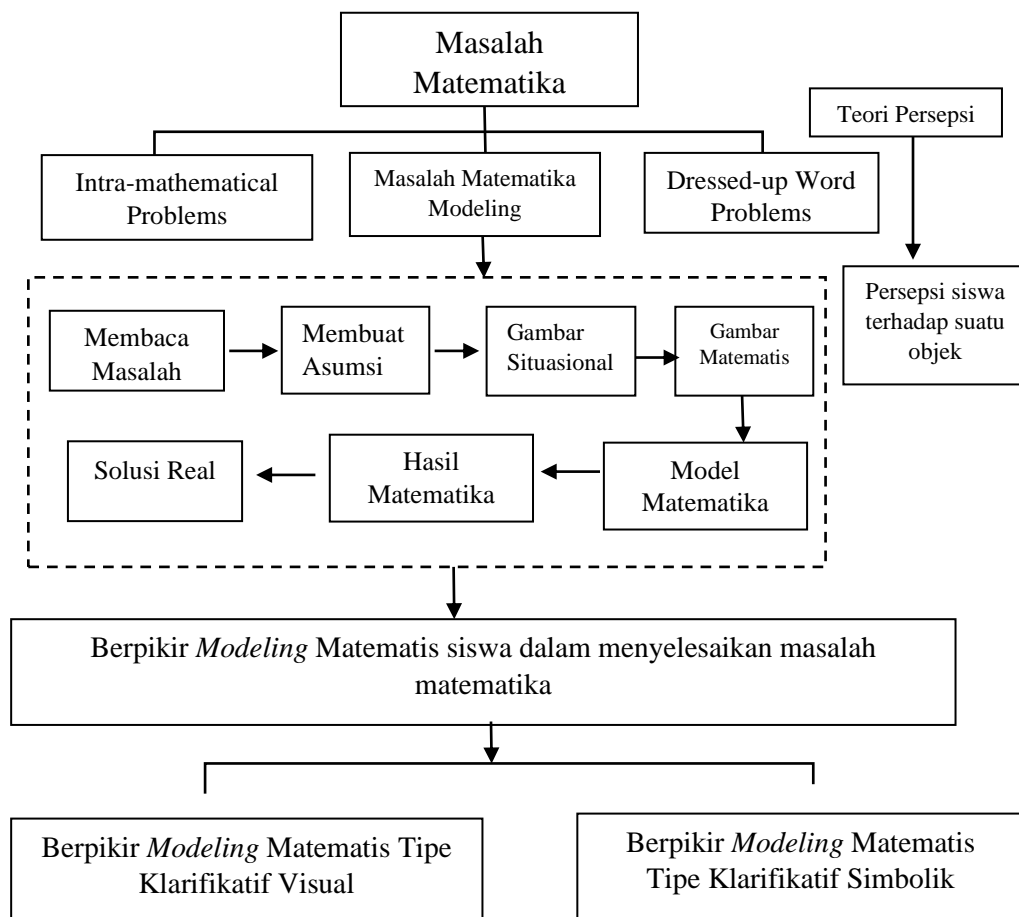 Masalah
Matematika
Teori Persepsi
Intra-mathematical
Problems
Masalah Matematika
Modeling
Dressed-up Word
Problems
Persepsi siswa
terhadap suatu
objek
Membaca
Masalah
Membuat
Asumsi
Gambar
Situasional
Gambar
Matematis
Solusi Real
Hasil
Matematika
Model
Matematika
Berpikir Modeling Matematis siswa dalam menyelesaikan masalah
matematika
Berpikir Modeling Matematis Tipe
Klarifikatif Visual
Berpikir Modeling Matematis
Tipe Klarifikatif Simbolik